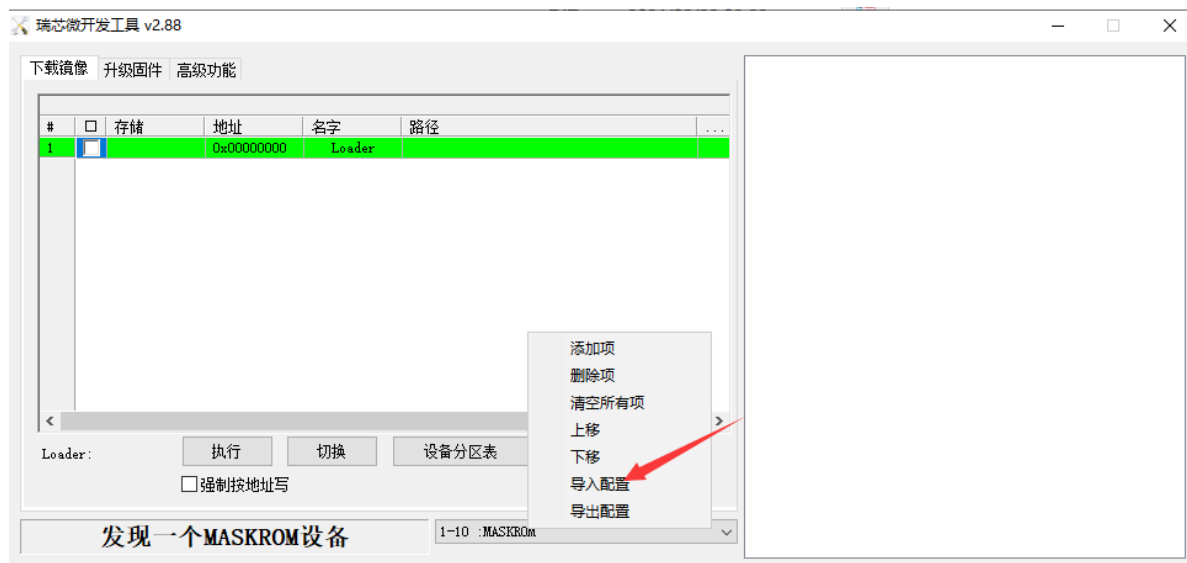 瑞芯微开发工具 v2.88
下载镜像 升级固件 高级功能
# 存储 地址 名字 路径 ...
1 0x00000000 Loader
添加项
删除项
清空所有项
上移
下移
导入配置
导出配置
Loader: 执行 切换 设备分区表
强制按地址写
发现一个MASKROM设备 1-10 :MASKROM